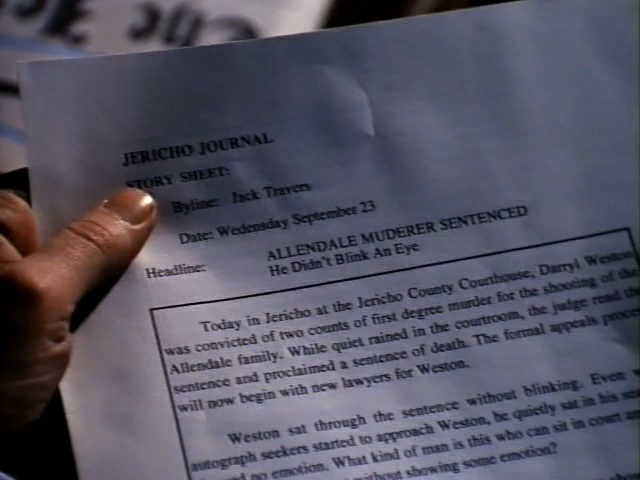 The
JERICHO JOURNAL
STORY SHEET:
Byline: Jack Travers
Date: Wedensday September 23
Headline: ALLENDALE MUDERER SENTENCED
He Didn't Blink An Eye
Today in Jericho at the Jericho County Courthouse, Darryl Weston
was convicted of two counts of first degree murder for the shooting of the
Allendale family. While quiet rained in the courtroom, the judge read the
sentence and proclaimed a sentence of death. The formal appeals process
will now begin with new lawyers for Weston.
Weston sat through the sentence without blinking. Even
autograph seekers started to approach Weston, he quietly sat in his
no emotion. What kind of man is this who can sit in court
without showing some emotion?